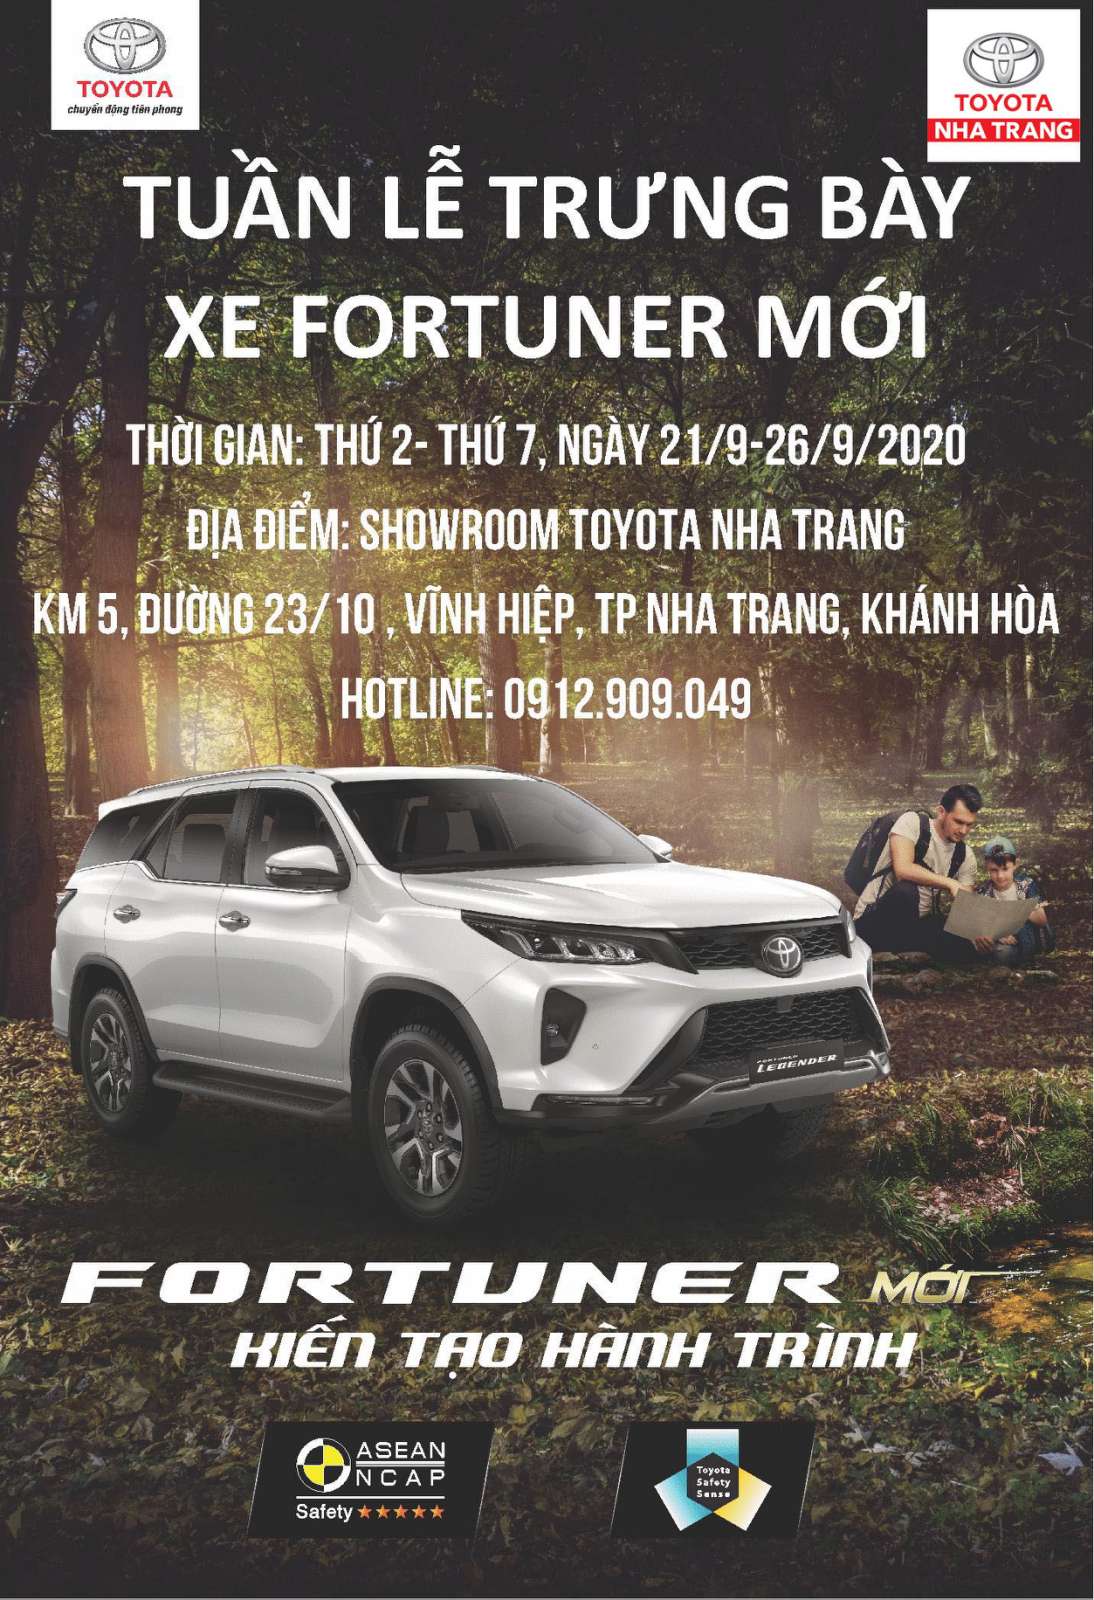 TOYOTA
chuyển động tiên phong
TOYOTA
NHA TRANG
TUẦN LỄ TRƯNG BÀY
XE FORTUNER MỚI
THỜI GIAN: THỨ 2- THỨ 7, NGÀY 21/9-26/9/2020
ĐỊA ĐIỂM: SHOWROOM TOYOTA NHA TRANG
KM 5, ĐƯỜNG 23/10 , VĨNH HIỆP, TP NHA TRANG, KHÁNH HÒA
HOTLINE: 0912.909.049
FORTUNER
LEGENDER
FORTUNER MỚI
KIẾN TẠO HÀNH TRÌNH
ASEAN
NCAP
Safety
Toyota
Safety
Sense